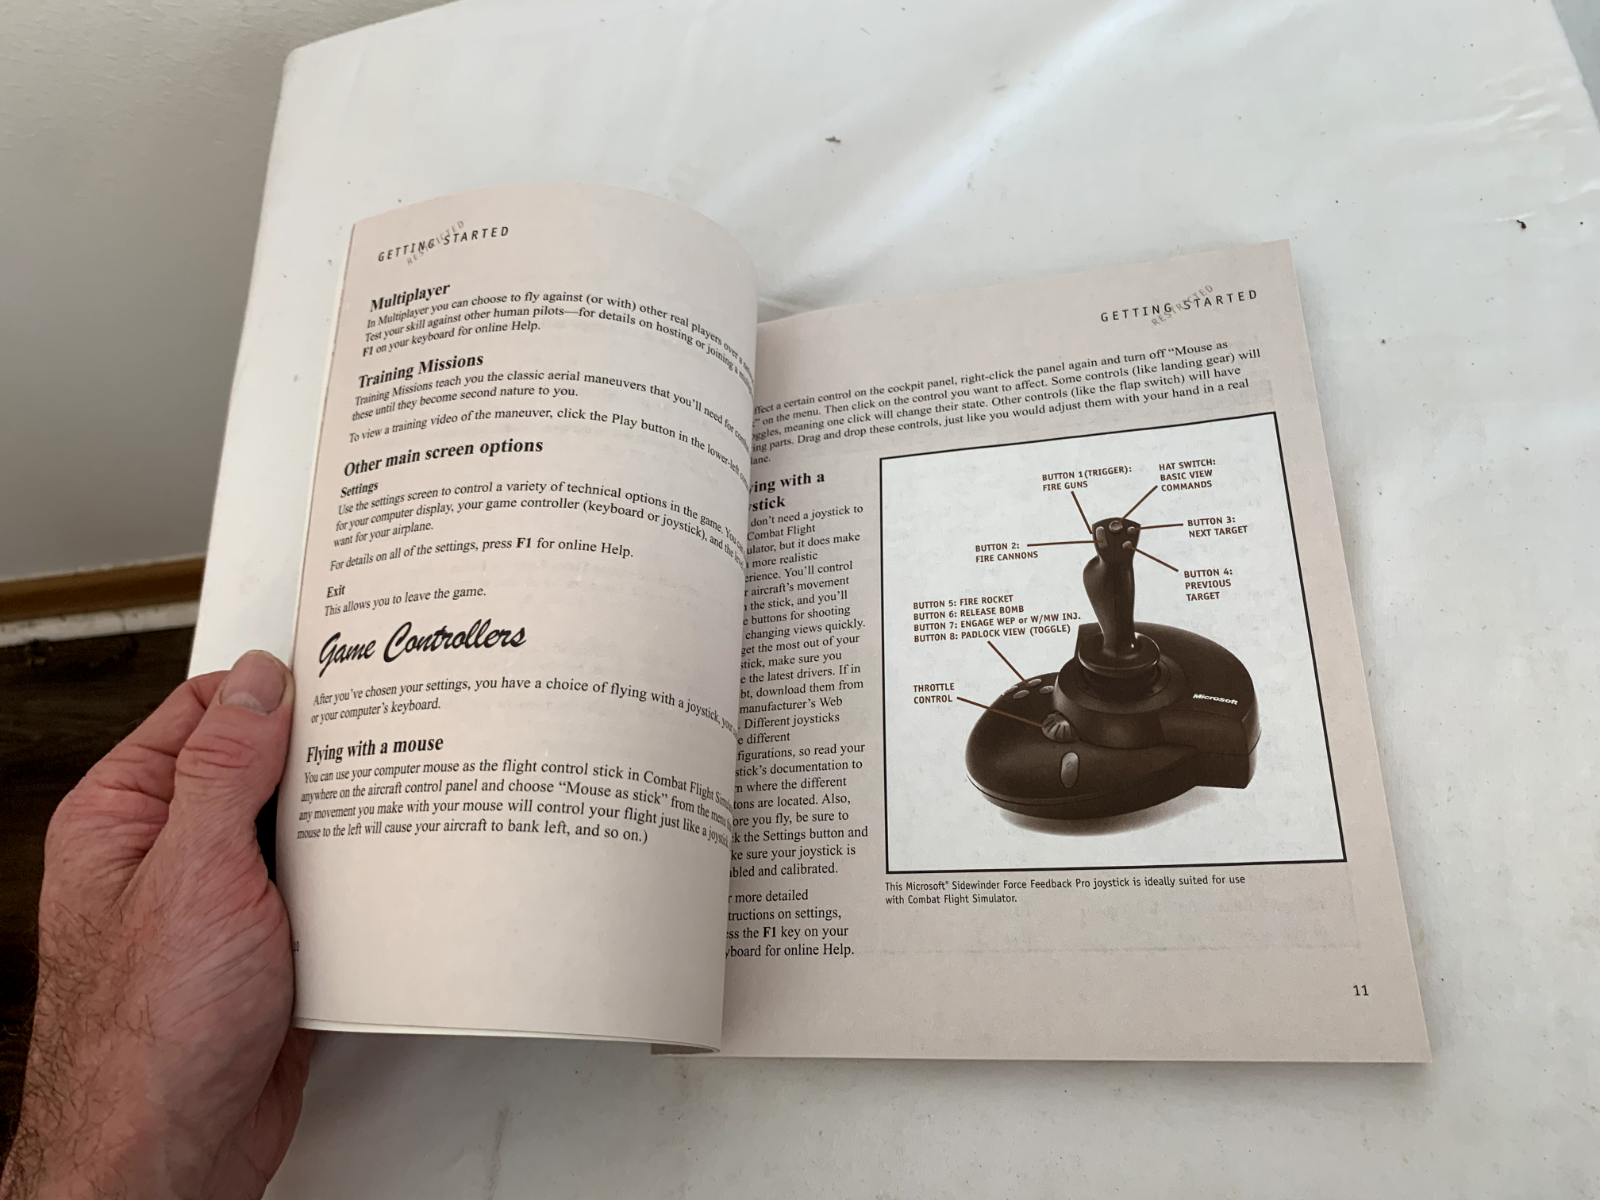 GETTING STARTED
RESTRICTED
Multiplayer
In Multiplayer you can choose to fly against (or with) other real players over a
Test your skill against other human pilots—for details on hosting or joining a
F1 on your keyboard for online Help.
Training Missions
Training Missions teach you the classic aerial maneuvers that you'll need for
these until they become second nature to you.
To view a training video of the maneuver, click the Play button in the lower-left
Other main screen options
Settings
Use the settings screen to control a variety of technical options in the game. You
for your computer display, your game controller (keyboard or joystick), and the
want for your airplane.
For details on all of the settings, press F1 for online Help.
Exit
This allows you to leave the game.
Game Controllers
After you've chosen your settings, you have a choice of flying with a joystick,
or your computer's keyboard.
Flying with a mouse
You can use your computer mouse as the flight control stick in Combat Flight
anywhere on the aircraft control panel and choose "Mouse as stick" from the menu
any movement you make with your mouse will control your flight just like a
mouse to the left will cause your aircraft to bank left, and so on.)
GETTING STARTED
RESTRICTED
ffect a certain control on the cockpit panel, right-click the panel again and turn off "Mouse as
" on the menu. Then click on the control you want to affect. Some controls (like landing gear) will
ggles, meaning one click will change their state. Other controls (like the flap switch) will have
ing parts. Drag and drop these controls, just like you would adjust them with your hand in a real
lane.
ying with a
stick
don't need a joystick to
Combat Flight
ulator, but it does make
more realistic
erience. You'll control
r aircraft's movement
the stick, and you'll
e buttons for shooting
changing views quickly.
get the most out of your
stick, make sure you
e the latest drivers. If in
bt, download them from
manufacturer's Web
. Different joysticks
e different
figurations, so read your
stick's documentation to
n where the different
tons are located. Also,
ore you fly, be sure to
k the Settings button and
ke sure your joystick is
bled and calibrated.
r more detailed
tructions on settings,
ss the F1 key on your
yboard for online Help.
BUTTON 1 (TRIGGER):
FIRE GUNS
HAT SWITCH:
BASIC VIEW
COMMANDS
BUTTON 2:
FIRE CANNONS
BUTTON 3:
NEXT TARGET
BUTTON 4:
PREVIOUS
TARGET
BUTTON 5: FIRE ROCKET
BUTTON 6: RELEASE BOMB
BUTTON 7: ENGAGE WEP or W/MW INJ.
BUTTON 8: PADLOCK VIEW (TOGGLE)
THROTTLE
CONTROL
Microsoft
This Microsoft® Sidewinder Force Feedback Pro joystick is ideally suited for use
with Combat Flight Simulator.
11